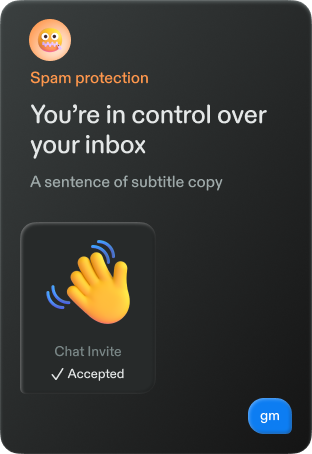 Spam protection
You’re in control over
your inbox
A sentence of subtitle copy
Chat Invite
Accepted
gm